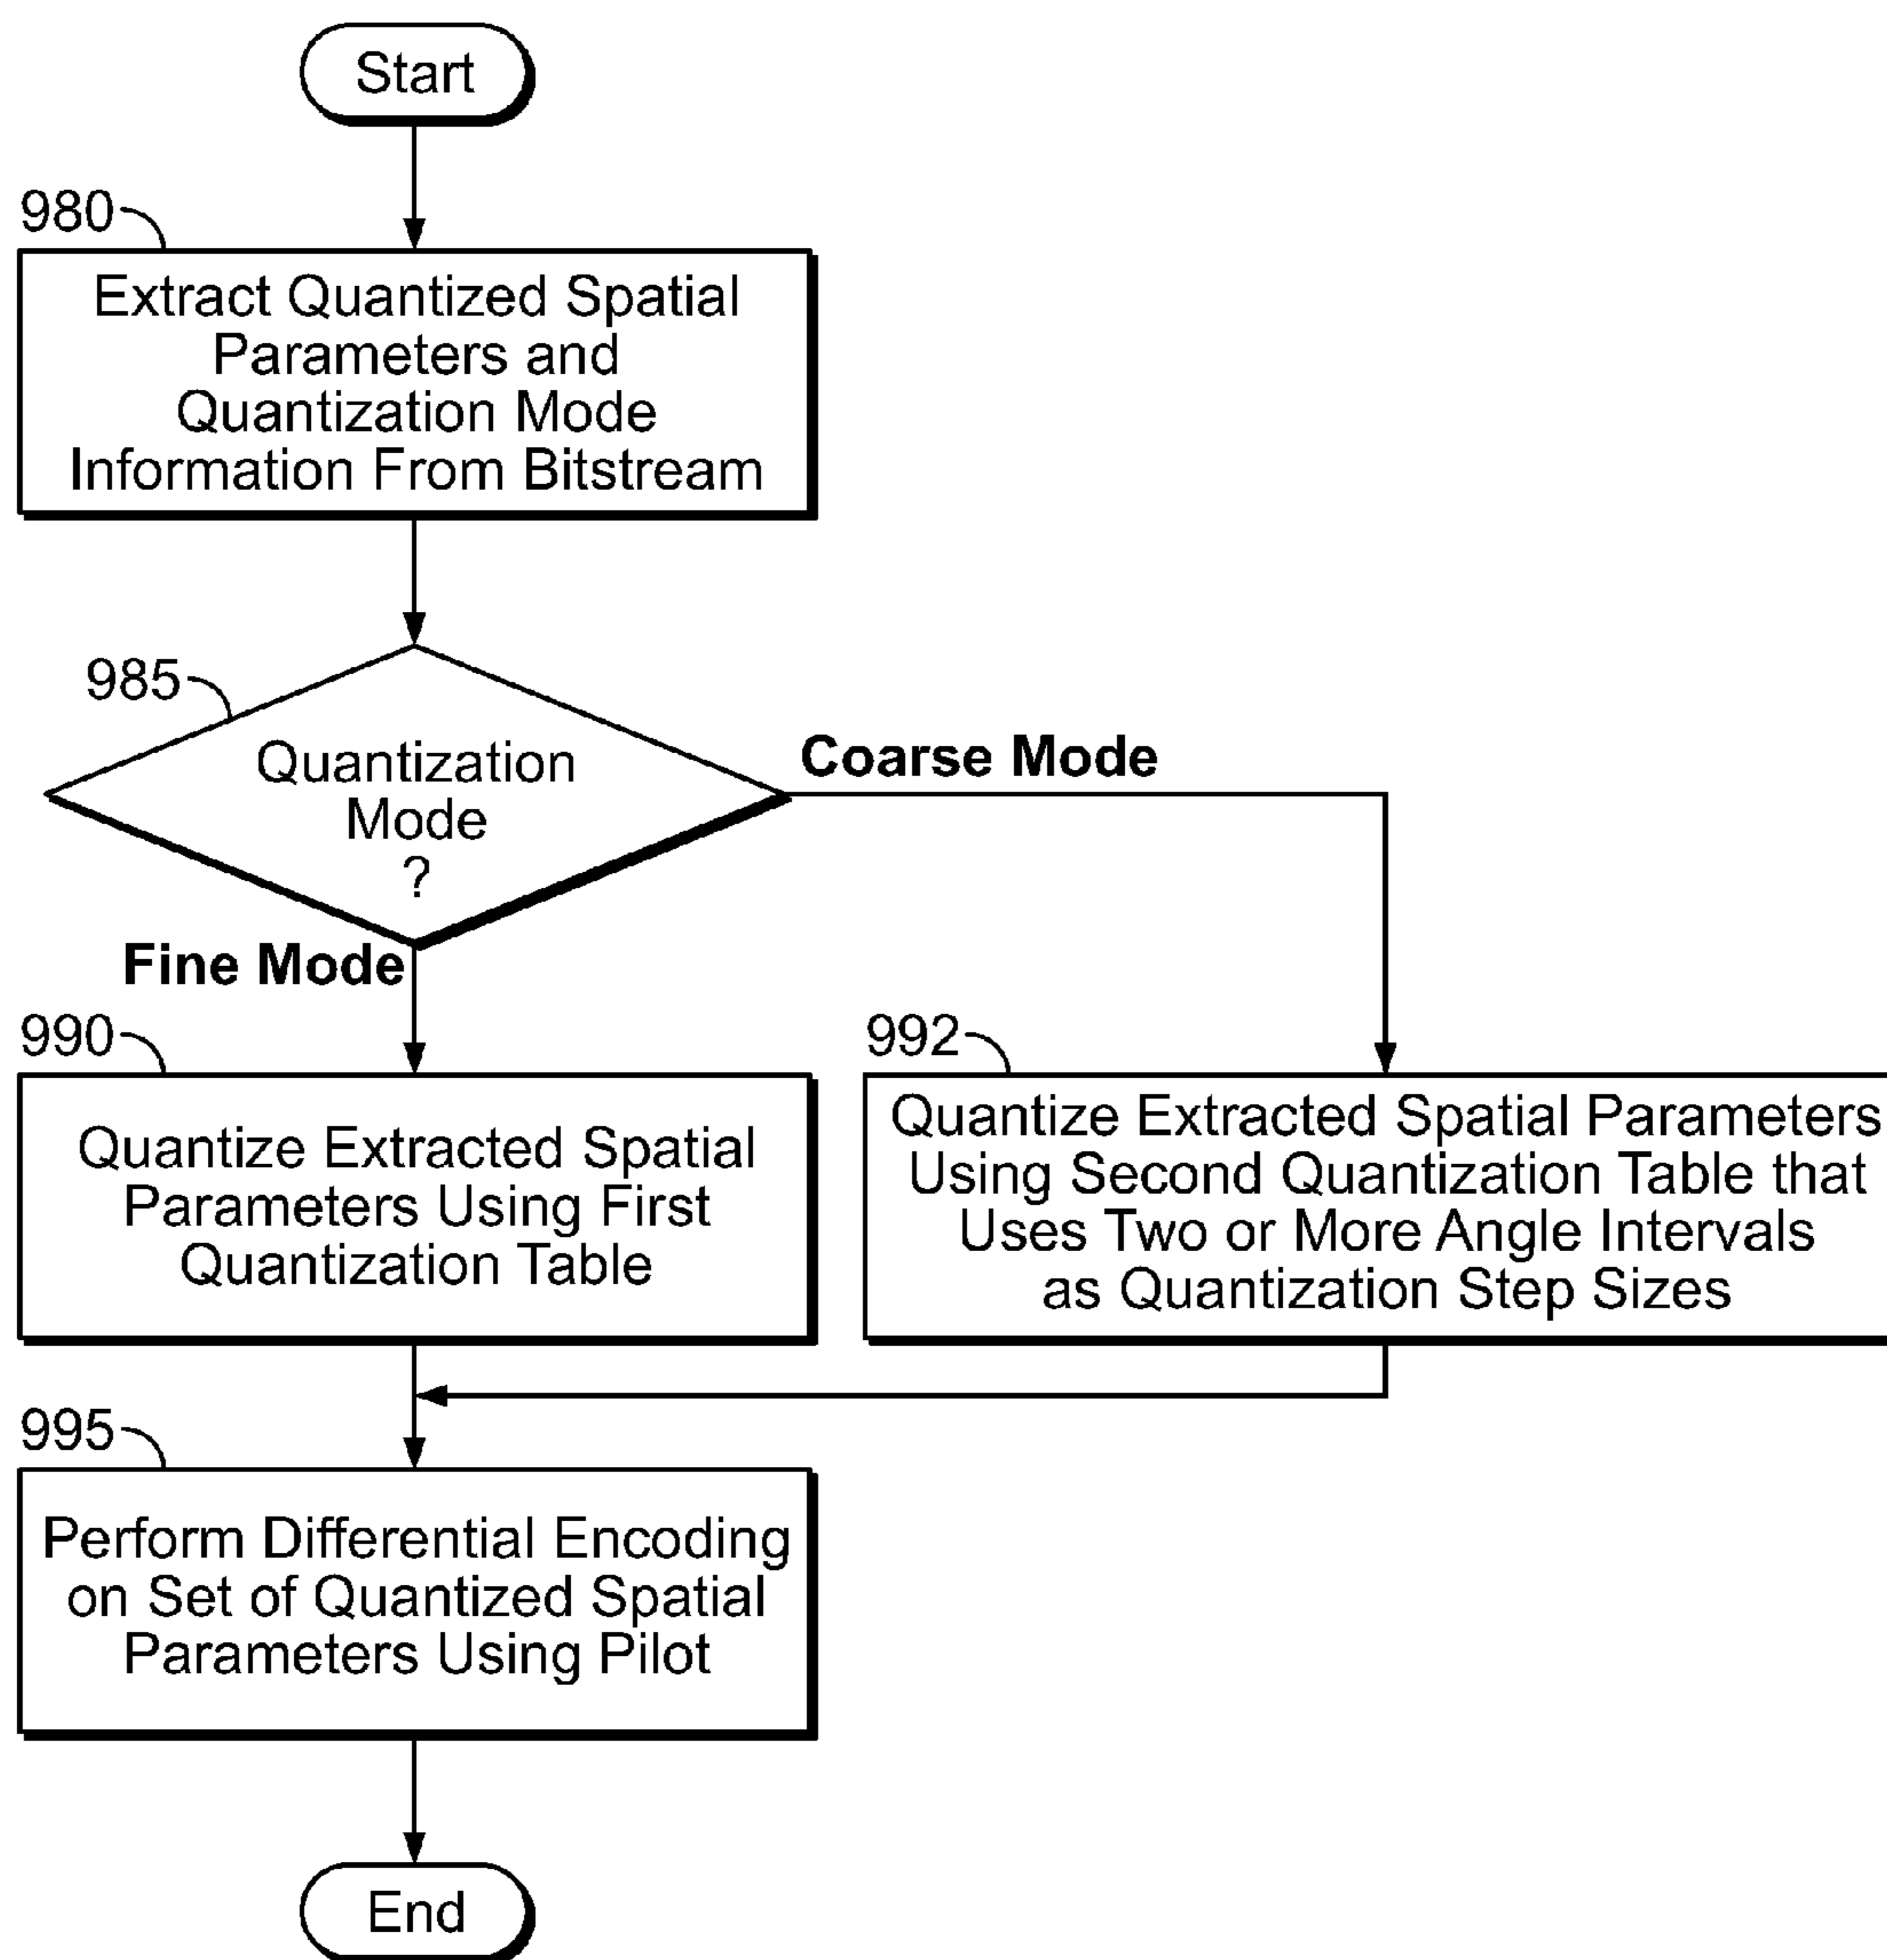 Start
980
Extract Quantized Spatial
Parameters and
Quantization Mode
Information From Bitstream
985
Quantization
Mode
?
Coarse Mode
Fine Mode
990
Quantize Extracted Spatial
Parameters Using First
Quantization Table
992
Quantize Extracted Spatial Parameters
Using Second Quantization Table that
Uses Two or More Angle Intervals
as Quantization Step Sizes
995
Perform Differential Encoding
on Set of Quantized Spatial
Parameters Using Pilot
End